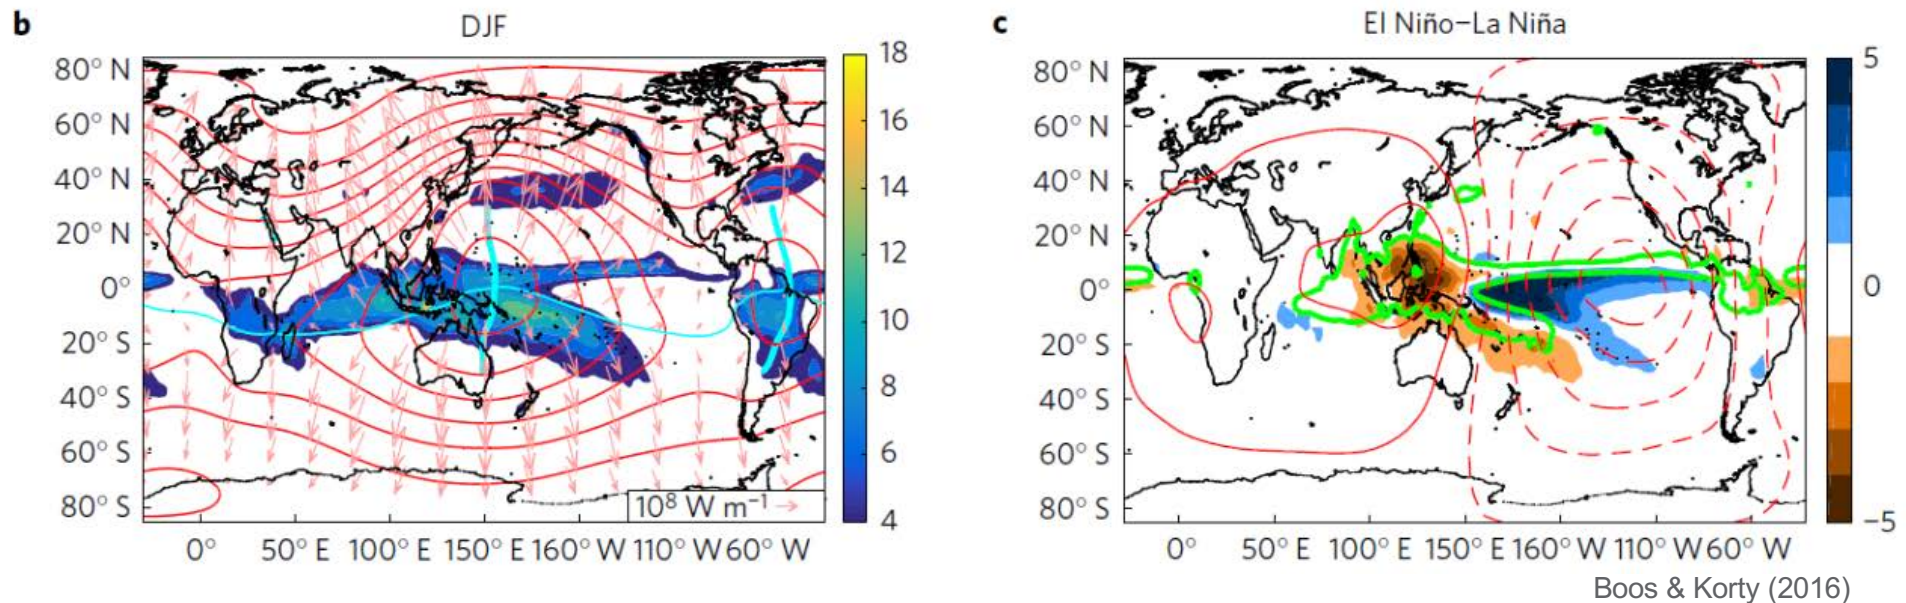 b
DJF
80° N
60° N
40° N
20° N
0°
20° S
40° S
60° S
80° S
0° 50° E 100° E 150° E 160° W 110° W 60° W
10⁸ W m⁻¹
18
16
14
12
10
8
6
4
c
El Niño–La Niña
80° N
60° N
40° N
20° N
0°
20° S
40° S
60° S
80° S
0° 50° E 100° E 150° E 160° W 110° W 60° W
5
0
−5
Boos & Korty (2016)